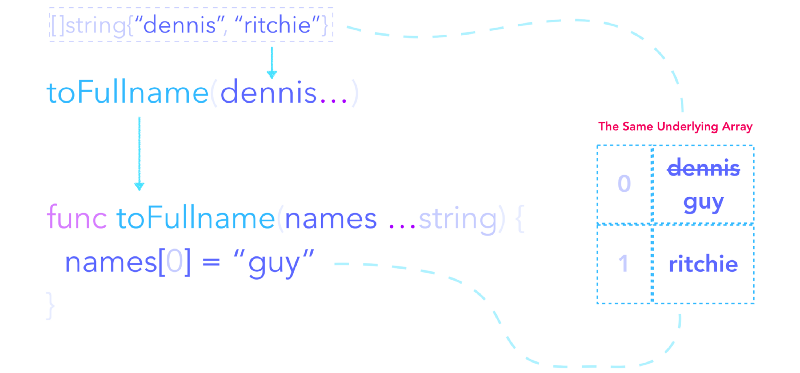 []string{“dennis”, “ritchie”}
toFullname(dennis...)
The Same Underlying Array
0 dennis
guy
1 ritchie
func toFullname(names ...string) {
names[0] = “guy”
}